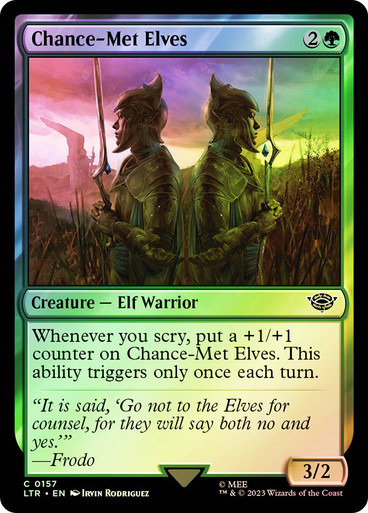 Chance-Met Elves 2
Creature — Elf Warrior
Whenever you scry, put a +1/+1
counter on Chance-Met Elves. This
ability triggers only once each turn.
“It is said, ‘Go not to the Elves for
counsel, for they will say both no and
yes.’”
—Frodo
3/2
C 0157
LTR • EN Irvin Rodriguez
© MEE
™ & © 2023 Wizards of the Coast